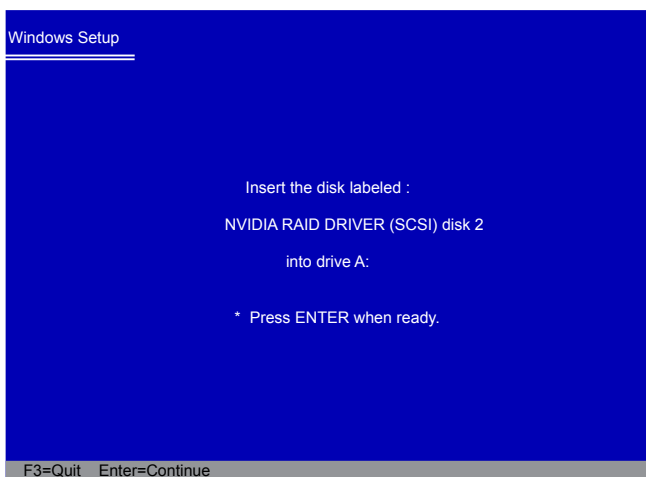 Windows Setup
Insert the disk labeled :
NVIDIA RAID DRIVER (SCSI) disk 2
into drive A:
* Press ENTER when ready.
F3=Quit Enter=Continue